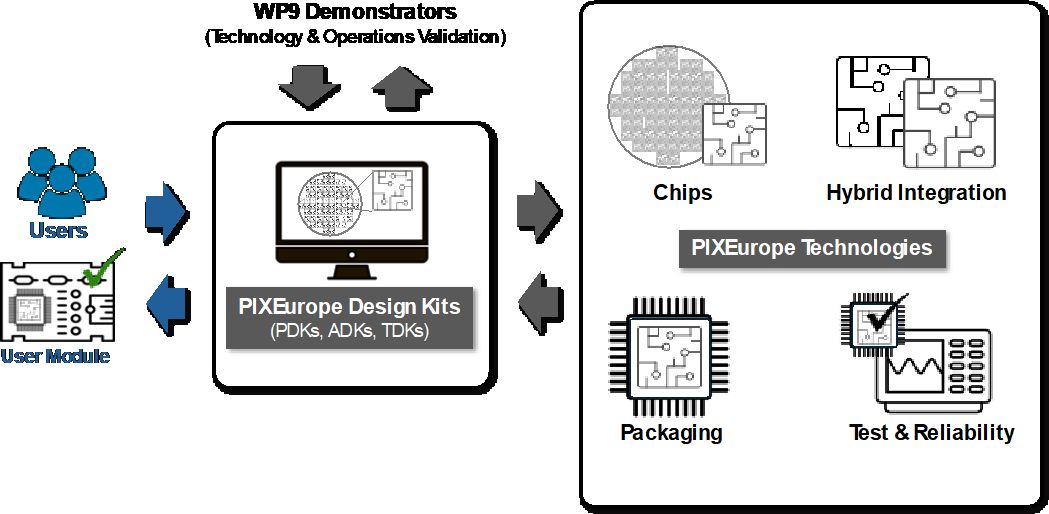 WP9 Demonstrators
(Technology & Operations Validation)
Users
User Module
PIXEurope Design Kits
(PDKs, ADKs, TDKs)
Chips
Hybrid Integration
PIXEurope Technologies
Packaging
Test & Reliability